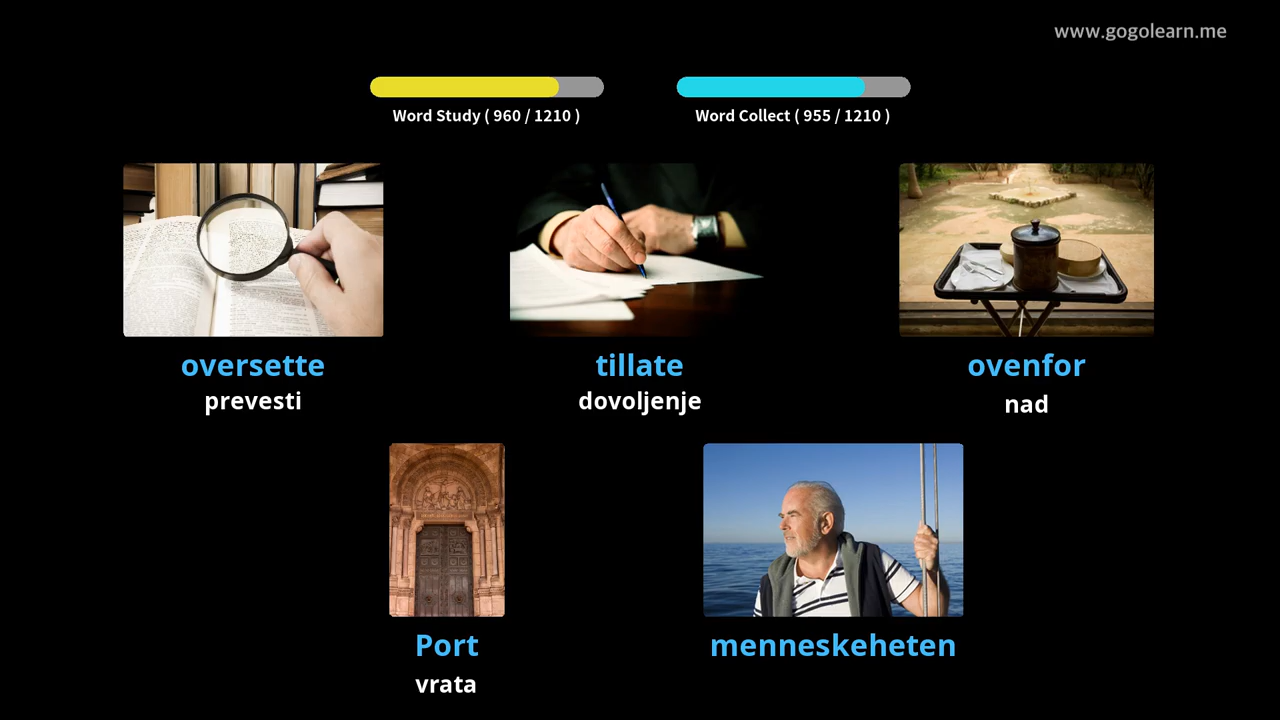 www.gogolearn.me
Word Study ( 960 / 1210 )
Word Collect ( 955 / 1210 )
oversette
prevesti
tillate
dovoljenje
ovenfor
nad
Port
vrata
menneskeheten